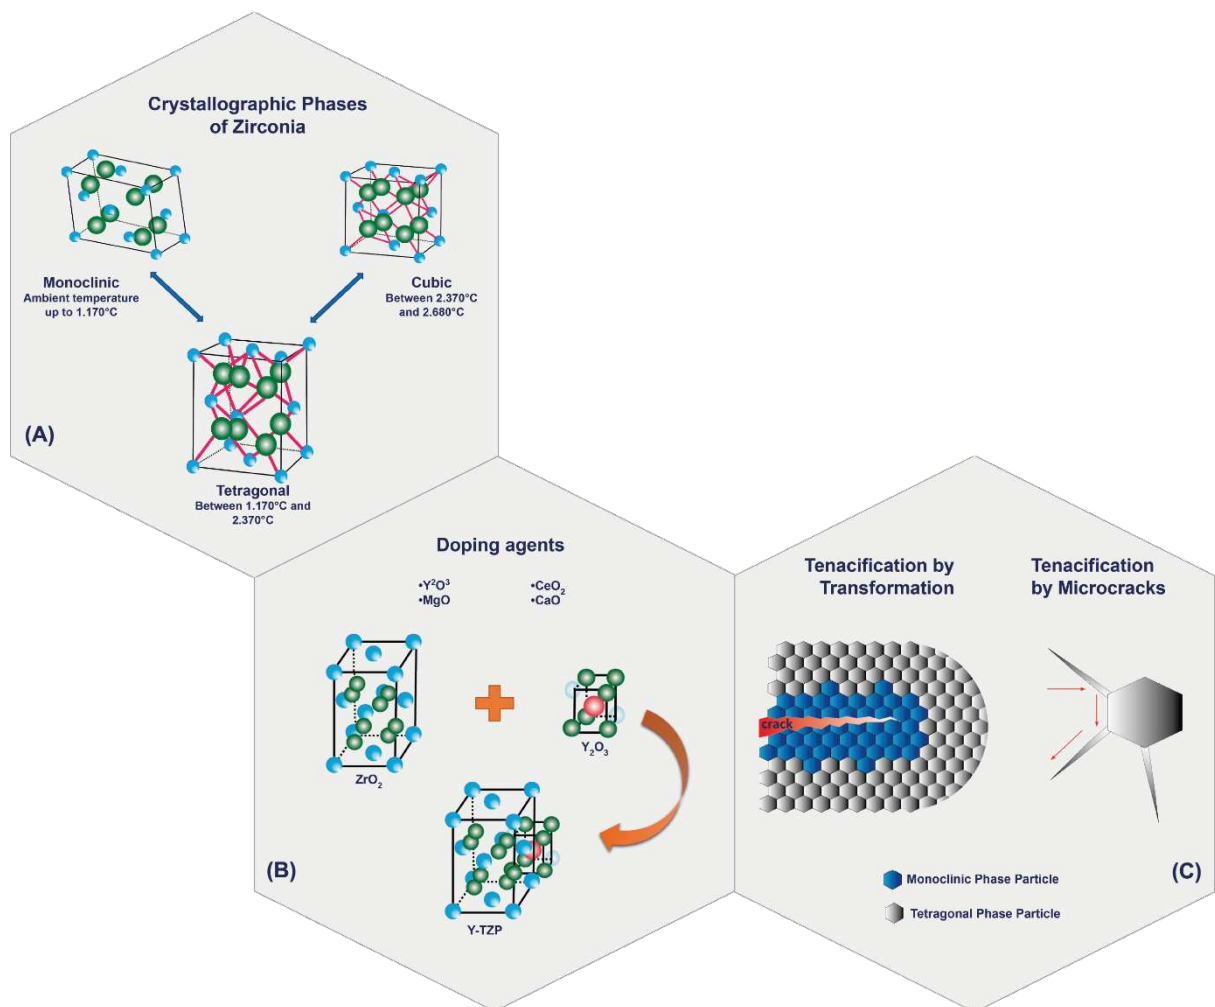 Crystallographic Phases
of Zirconia
Monoclinic
Ambient temperature
up to 1.170°C
Cubic
Between 2.370°C
and 2.680°C
(A)
Tetragonal
Between 1.170°C and
2.370°C
Doping agents
•Y²O³
•MgO
•CeO₂
•CaO
ZrO₂
Y₂O₃
Y-TZP
(B)
Tenacification by
Transformation
Tenacification
by Microcracks
crack
Monoclinic Phase Particle
Tetragonal Phase Particle
(C)